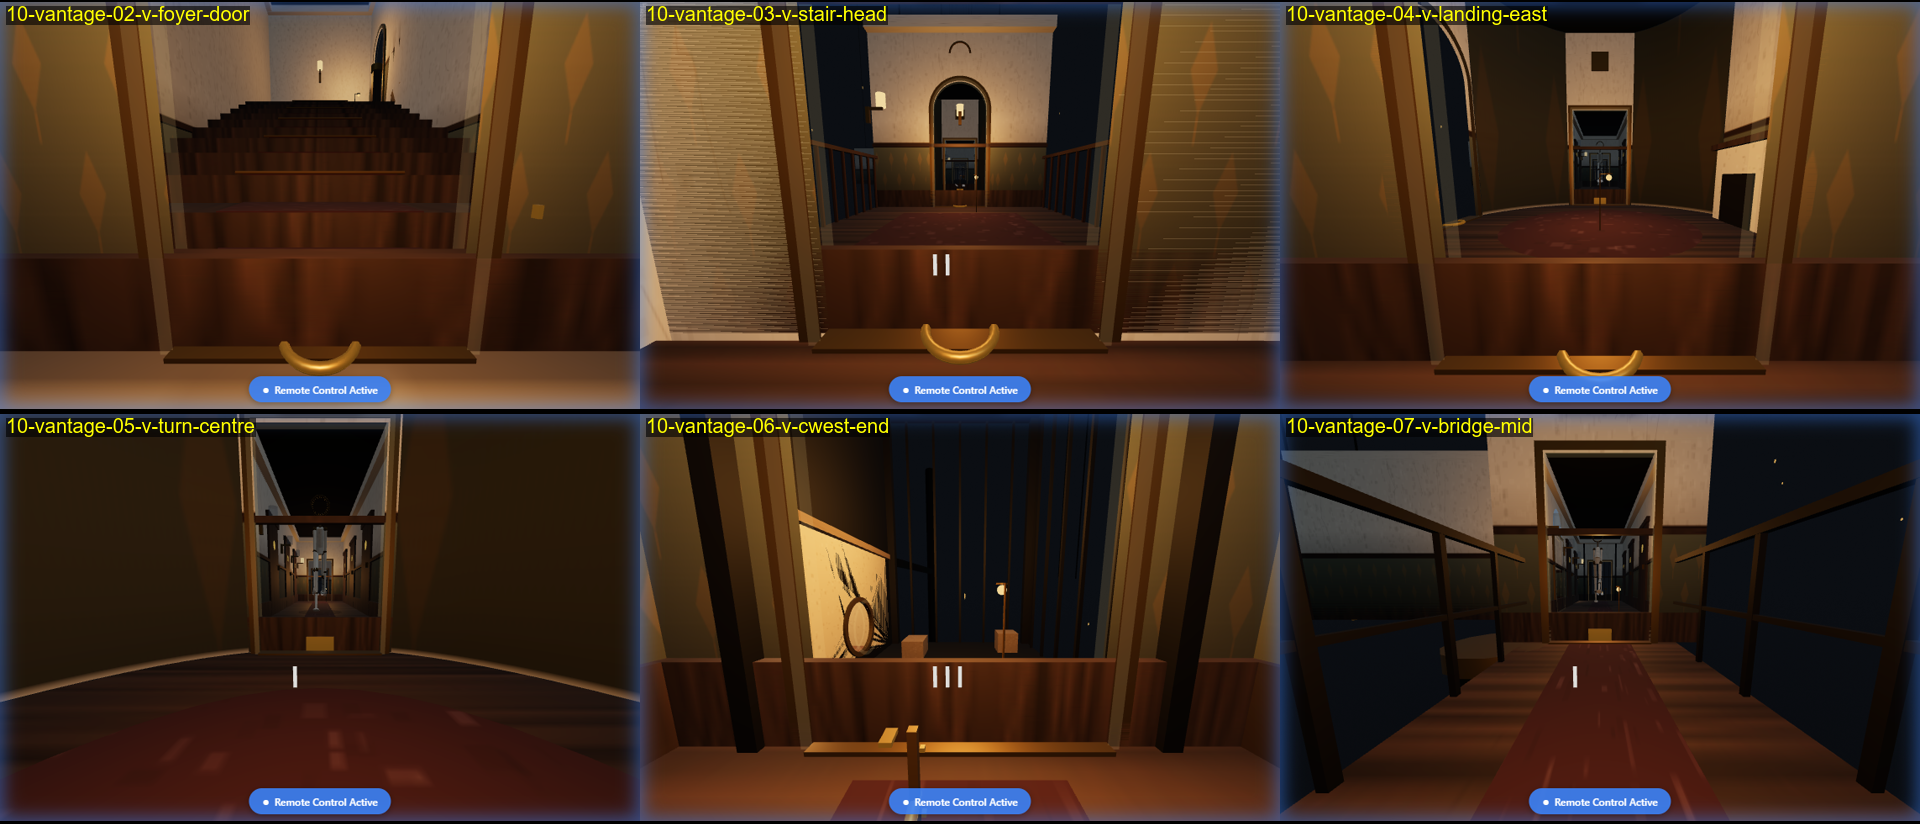 10-vantage-02-v-foyer-door
10-vantage-03-v-stair-head
10-vantage-04-v-landing-east
Remote Control Active
Remote Control Active
Remote Control Active
10-vantage-05-v-turn-centre
10-vantage-06-v-cwest-end
10-vantage-07-v-bridge-mid
Remote Control Active
Remote Control Active
Remote Control Active